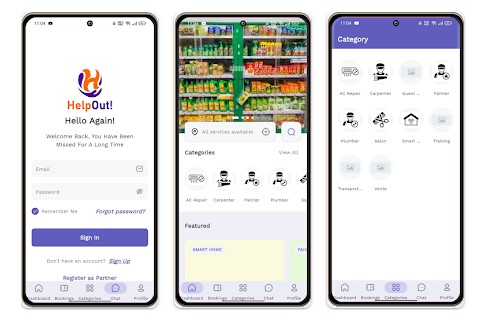 11:04
HelpOut!
Hello Again!
Welcome Back, You Have Been
Missed For A Long Time
Email
Password
Remember Me
Forgot password?
Sign In
Don't have an account? Sign Up
Register as Partner
Dashboard Bookings Categories Chat Profile
11:04
All services available
Categories
View All
AC Repair Carpenter Painter Plumber
Featured
SMART HOME
Dashboard Bookings Categories Chat Profile
11:04
Category
AC Repair Carpenter Guest ... Painter
Plumber Salon Smart ... Training
Transport...
Dashboard Bookings Categories Chat Profile